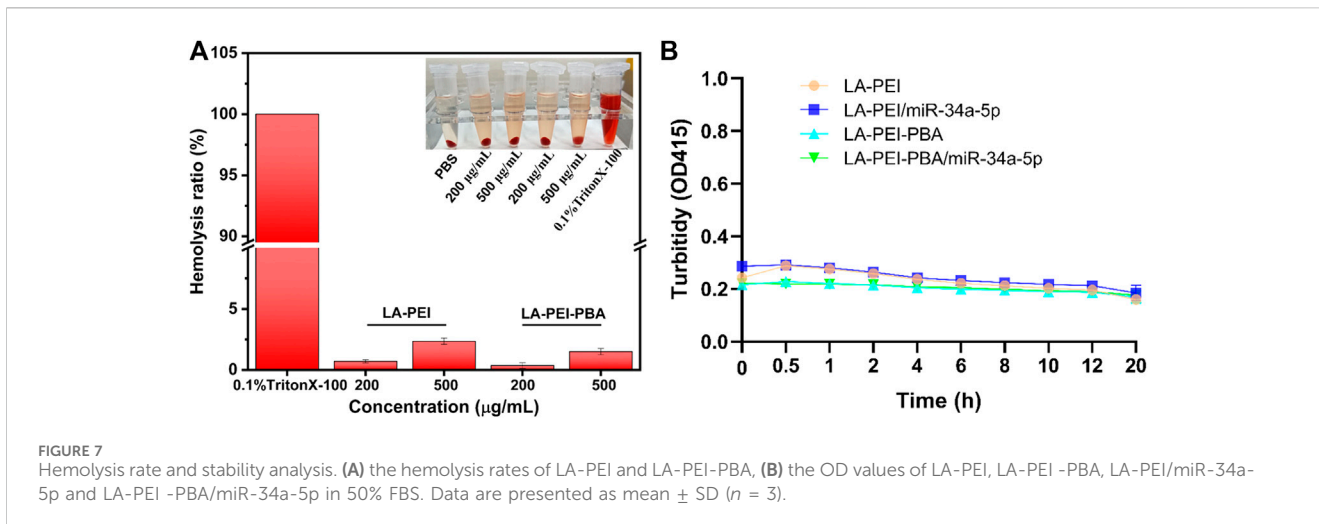 A
105
100
95
90
5
0
Hemolysis ratio (%)
PBS
200 μg/mL
500 μg/mL
200 μg/mL
500 μg/mL
0.1%TritonX-100
LA-PEI
LA-PEI-PBA
0.1%TritonX-100 200 500 200 500
Concentration (μg/mL)
B
LA-PEI
LA-PEI/miR-34a-5p
LA-PEI-PBA
LA-PEI-PBA/miR-34a-5p
1.0
0.8
0.6
0.4
0.2
0.0
Turbitidy (OD415)
0 0.5 1 2 4 6 8 10 12 20
Time (h)
FIGURE 7
Hemolysis rate and stability analysis. (A) the hemolysis rates of LA-PEI and LA-PEI-PBA, (B) the OD values of LA-PEI, LA-PEI -PBA, LA-PEI/miR-34a-
5p and LA-PEI -PBA/miR-34a-5p in 50% FBS. Data are presented as mean ± SD (n = 3).